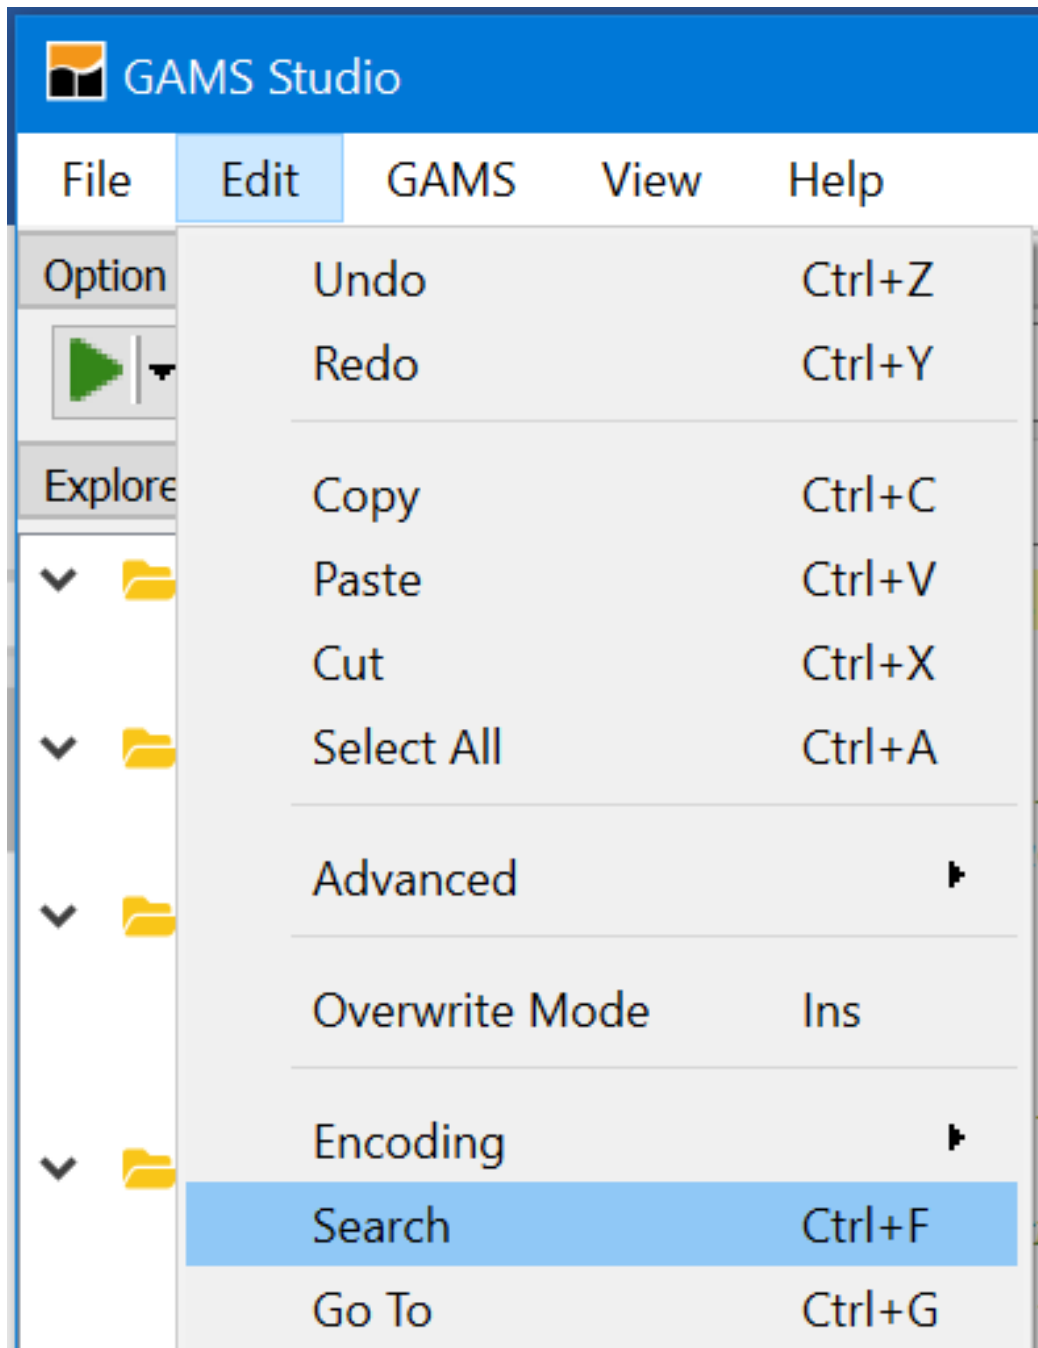 GAMS Studio
File Edit GAMS View Help
Option
Undo Ctrl+Z
Redo Ctrl+Y
Explore
Copy Ctrl+C
Paste Ctrl+V
Cut Ctrl+X
Select All Ctrl+A
Advanced
Overwrite Mode Ins
Encoding
Search Ctrl+F
Go To Ctrl+G